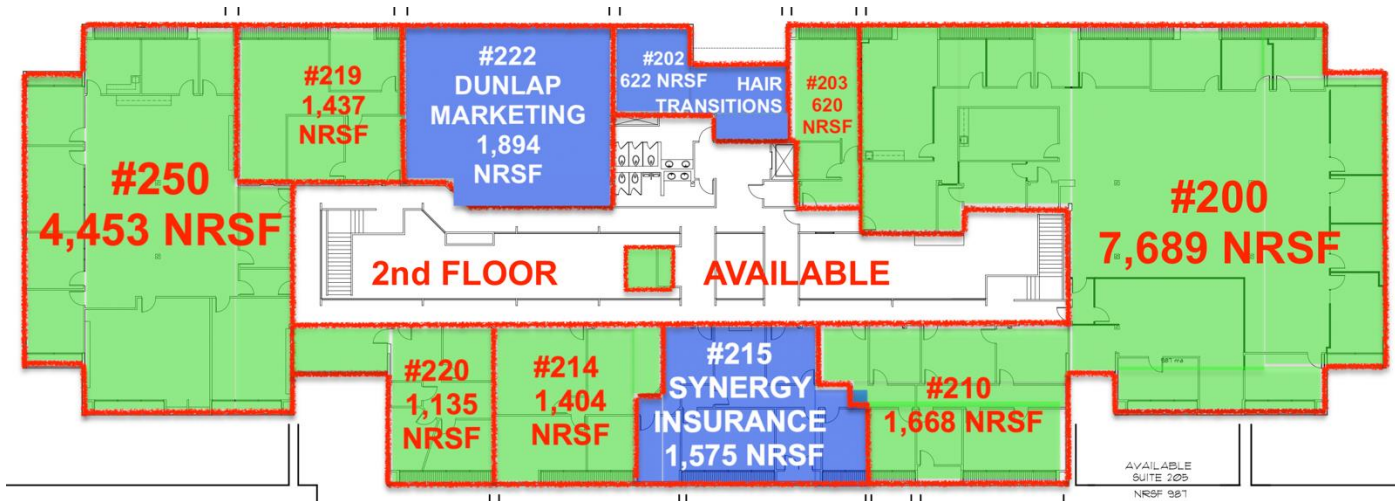 #250
4,453 NRSF
#219
1,437
NRSF
#222
DUNLAP
MARKETING
1,894
NRSF
#202
622 NRSF
HAIR
TRANSITIONS
#203
620
NRSF
#200
7,689 NRSF
2nd FLOOR
AVAILABLE
#220
1,135
NRSF
#214
1,404
NRSF
#215
SYNERGY
INSURANCE
1,575 NRSF
#210
1,668 NRSF
AVAILABLE
SUITE 205
NRSF 987